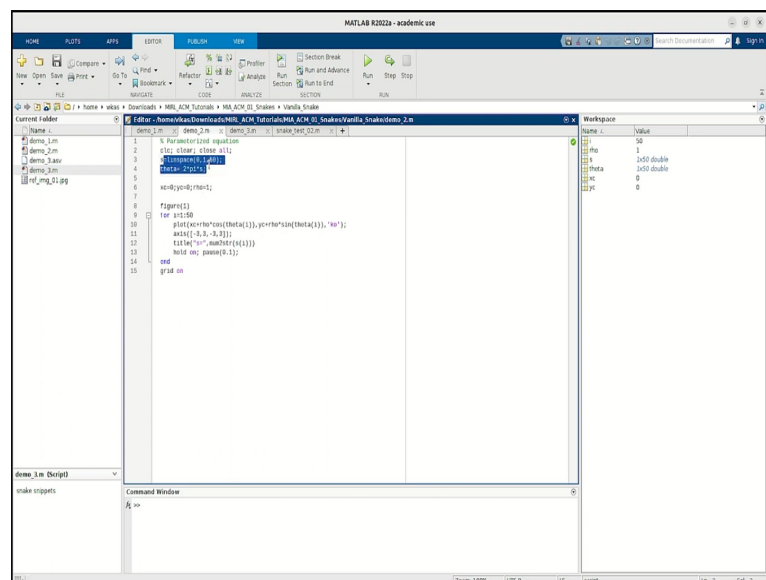 MATLAB R2022a - academic use
HOME PLOTS APPS EDITOR PUBLISH VIEW
Search Documentation Sign In
New Open Save Compare Print Go To Find Bookmark Refactor Profiler Analyze Run Section Section Break Run and Advance Run to End Run Step Stop
FILE NAVIGATE CODE ANALYZE SECTION RUN
/ home vikas Downloads MIRL_ACM_Tutorials MIA_ACM_01_Snakes Vanilla_Snake
Current Folder
Name
demo_1.m
demo_2.m
demo_3.asv
demo_3.m
ref_img_01.jpg
demo_3.m (Script)
snake snippets
Editor - /home/vikas/Downloads/MIRL_ACM_Tutorials/MIA_ACM_01_Snakes/Vanilla_Snake/demo_2.m
demo_1.m demo_2.m demo_3.m snake_test_02.m +
1 % Parametorized equation
2 clc; clear; close all;
3 s=linspace(0,1,50);
4 theta= 2*pi*s;
5
6 xc=0;yc=0;rho=1;
7
8 figure(1)
9 for i=1:50
10 plot(xc+rho*cos(theta(i)),yc+rho*sin(theta(i)),'ko');
11 axis([-3,3,-3,3]);
12 title("s=",num2str(s(i)))
13 hold on; pause(0.1);
14 end
15 grid on
Command Window
fx >>
Workspace
Name Value
i 50
rho 1
s 1x50 double
theta 1x50 double
xc 0
yc 0
Zoom: 100% UTF-8 LF script